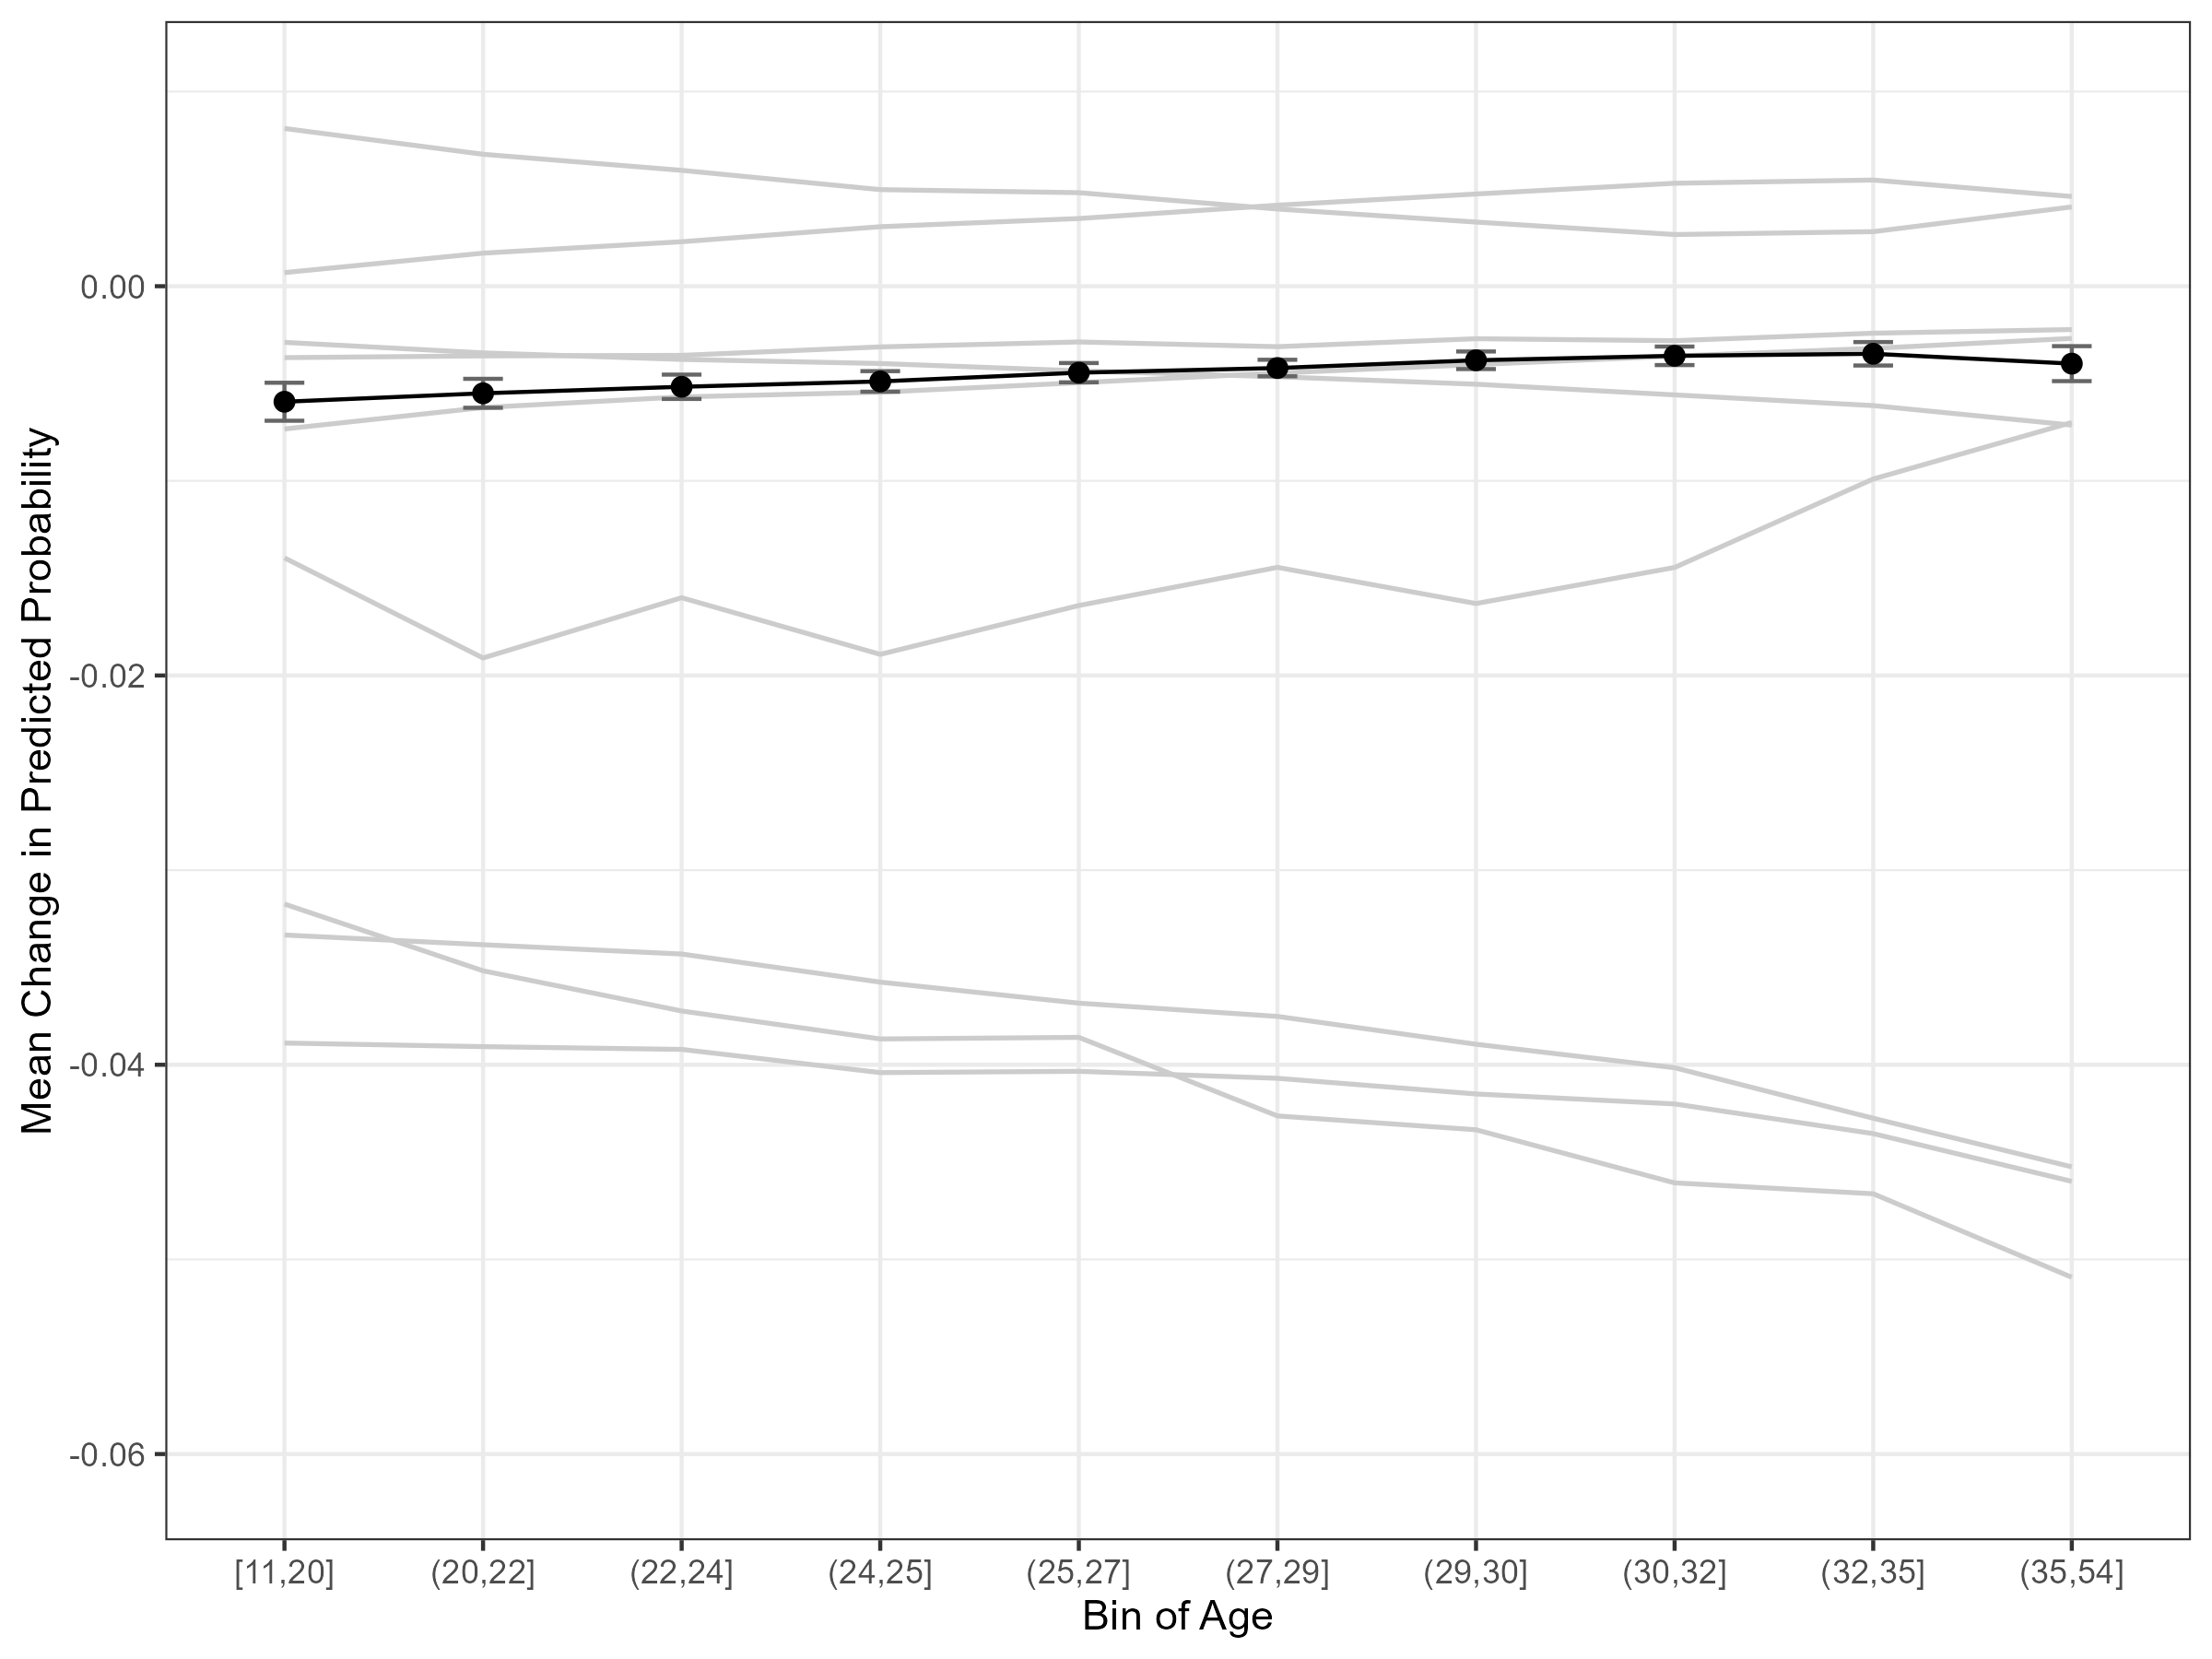 Mean Change in Predicted Probability
0.00
-0.02
-0.04
-0.06
[11,20] (20,22] (22,24] (24,25] (25,27] (27,29] (29,30] (30,32] (32,35] (35,54]
Bin of Age